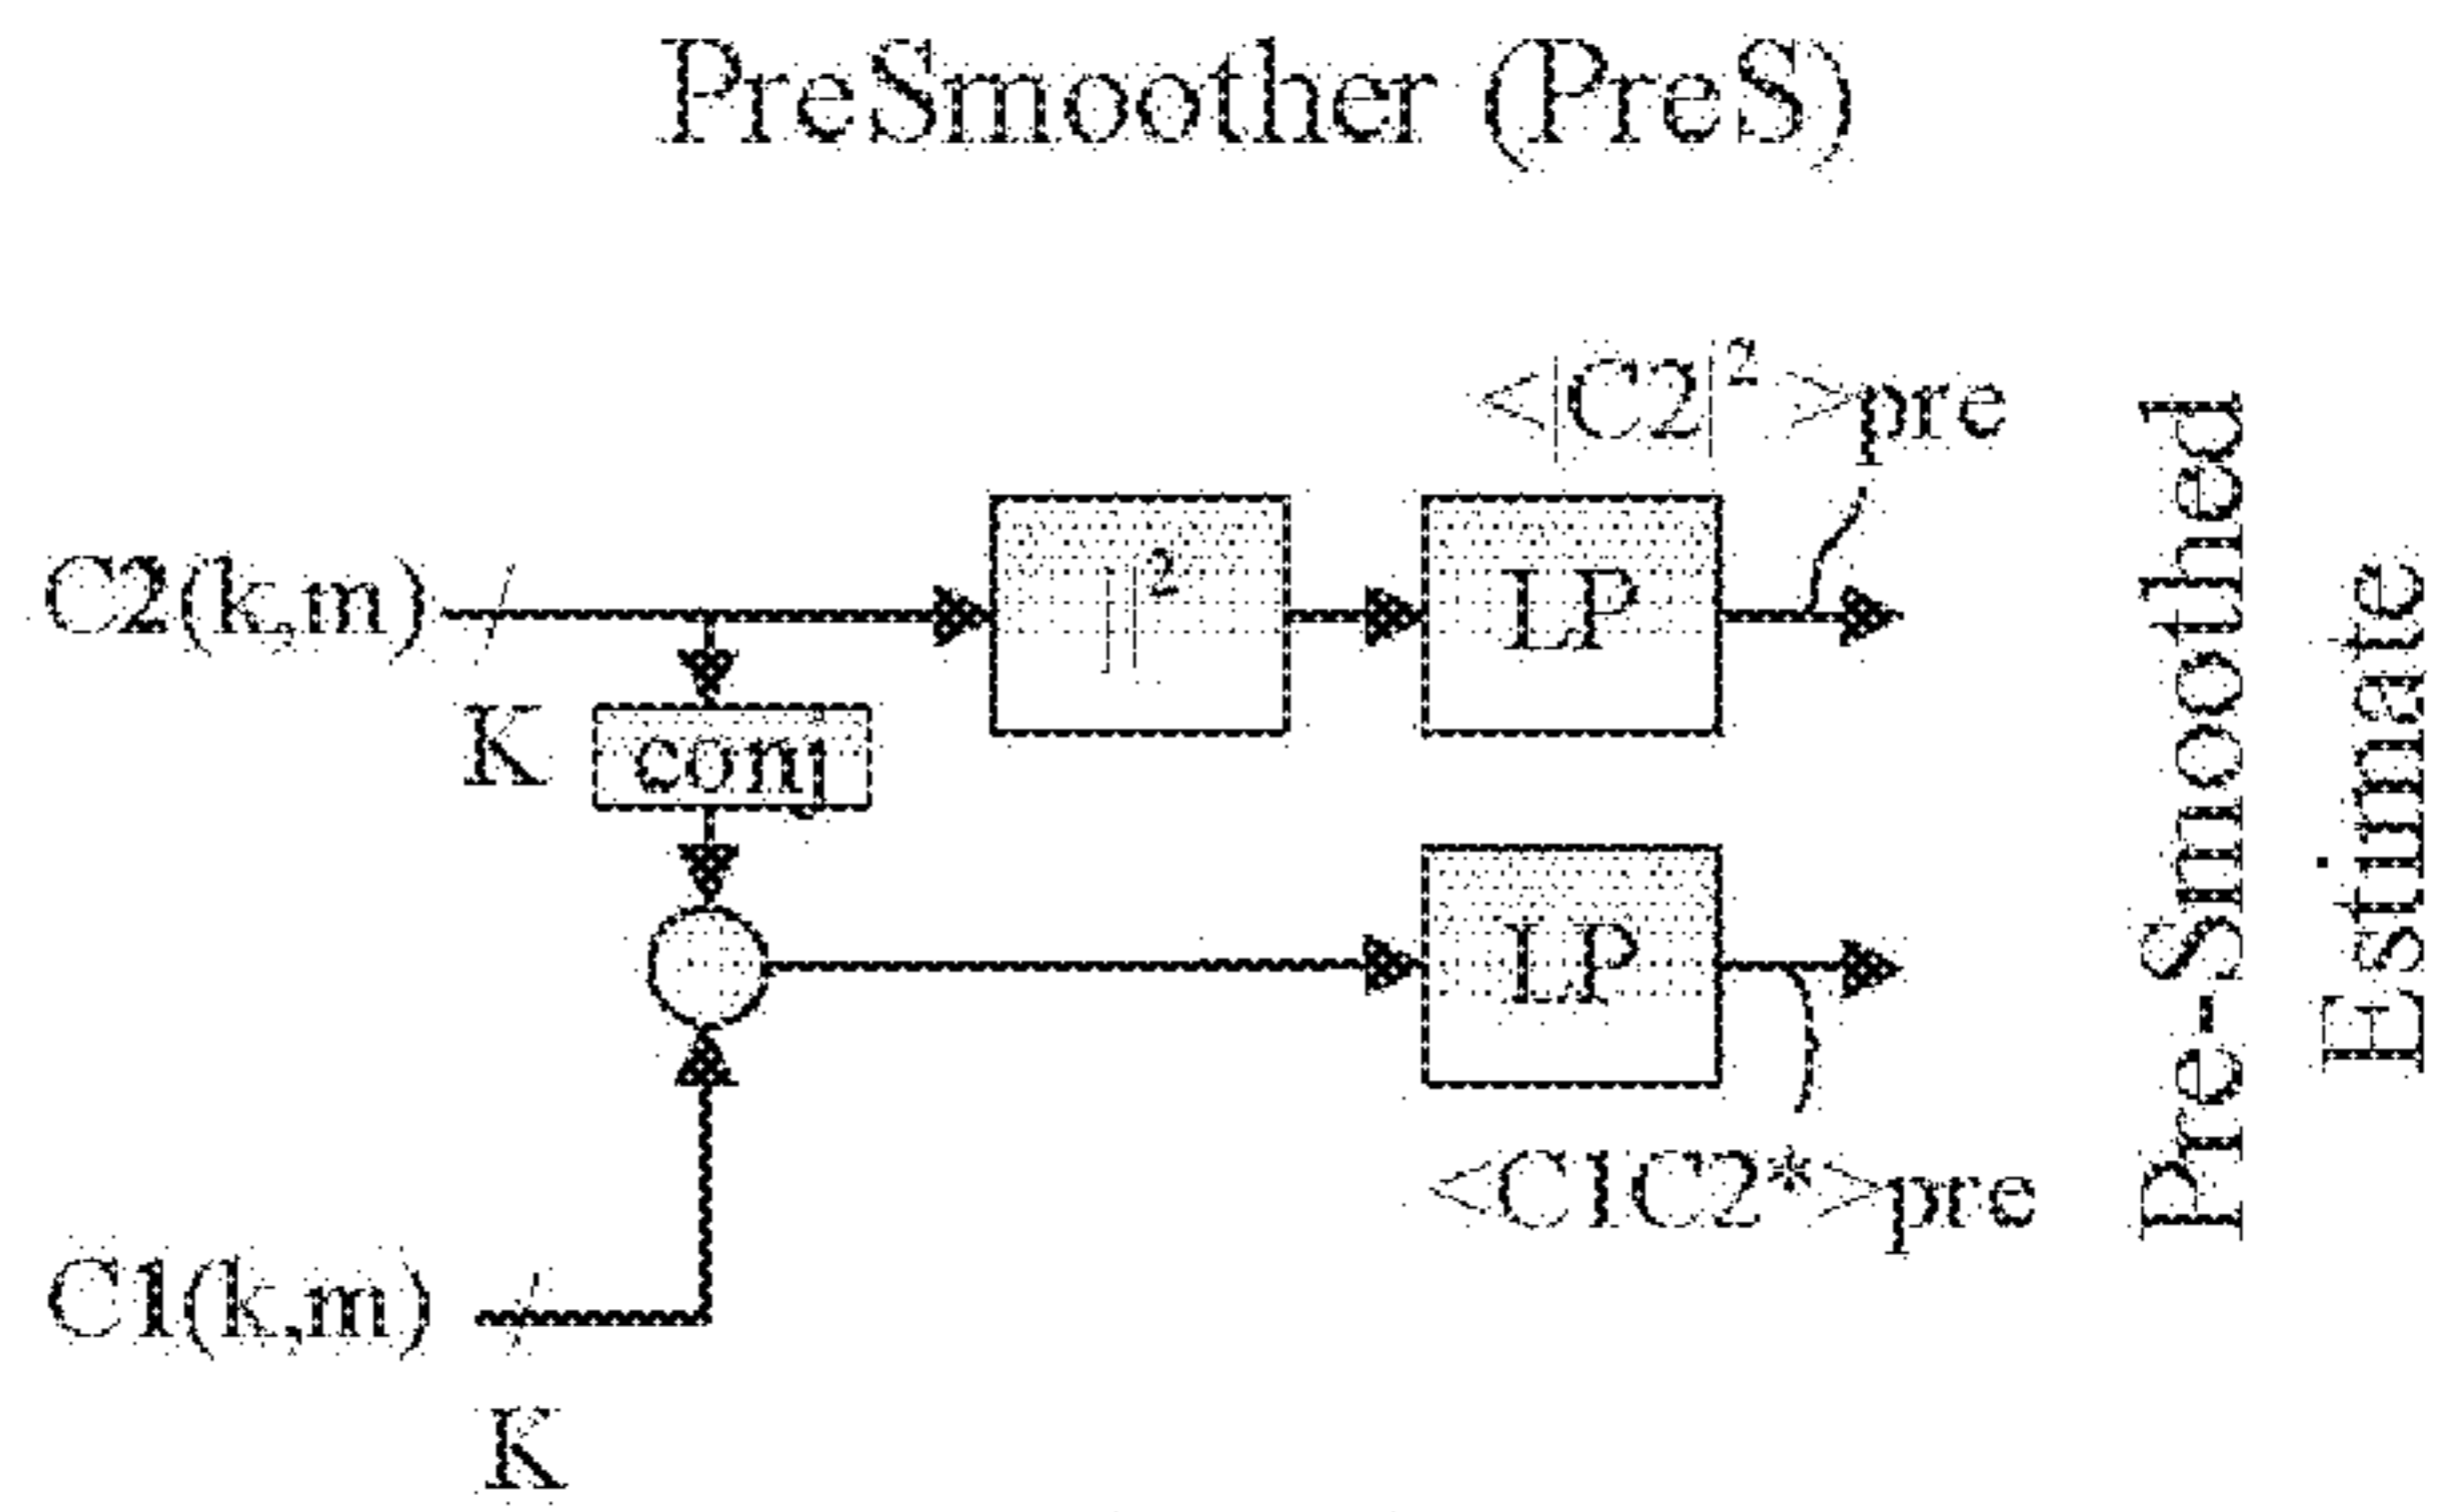 PreSmoother (PreS)
<|C2|²>pre
C2(k,m)
K
conj
||²
LP
LP
<C1C2*>pre
C1(k,m)
K
Pre-Smoothed
Estimate